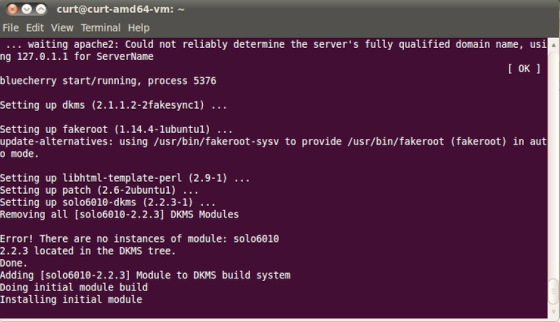 curt@curt-amd64-vm: ~
File Edit View Terminal Help
... waiting apache2: Could not reliably determine the server's fully qualified domain name, usi
ng 127.0.1.1 for ServerName
[ OK ]
bluecherry start/running, process 5376
Setting up dkms (2.1.1.2-2fakesync1) ...
Setting up fakeroot (1.14.4-1ubuntu1) ...
update-alternatives: using /usr/bin/fakeroot-sysv to provide /usr/bin/fakeroot (fakeroot) in aut
o mode.
Setting up libhtml-template-perl (2.9-1) ...
Setting up patch (2.6-2ubuntu1) ...
Setting up solo6010-dkms (2.2.3-1) ...
Removing all [solo6010-2.2.3] DKMS Modules
Error! There are no instances of module: solo6010
2.2.3 located in the DKMS tree.
Done.
Adding [solo6010-2.2.3] Module to DKMS build system
Doing initial module build
Installing initial module